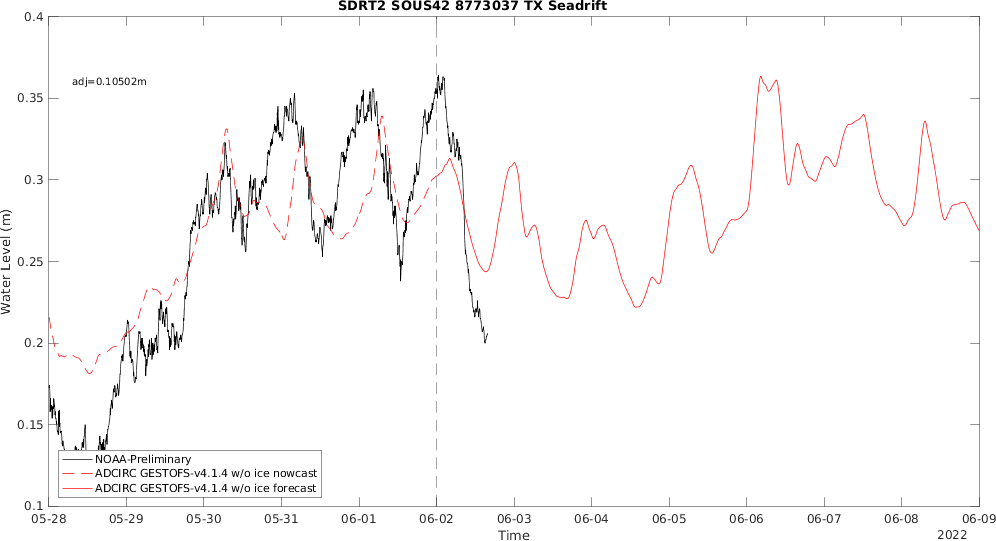 SDRT2 SOUS42 8773037 TX Seadrift
adj=0.10502m
0.4
0.35
0.3
0.25
0.2
0.15
0.1
Water Level (m)
NOAA-Preliminary
ADCIRC GESTOFS-v4.1.4 w/o ice nowcast
ADCIRC GESTOFS-v4.1.4 w/o ice forecast
05-28 05-29 05-30 05-31 06-01 06-02 06-03 06-04 06-05 06-06 06-07 06-08 06-09
Time
2022